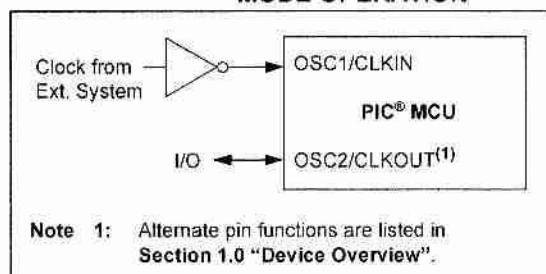 MODE OPERATION
Clock from
Ext. System
OSC1/CLKIN
PIC® MCU
I/O
OSC2/CLKOUT(1)
Note 1: Alternate pin functions are listed in
Section 1.0 “Device Overview”.